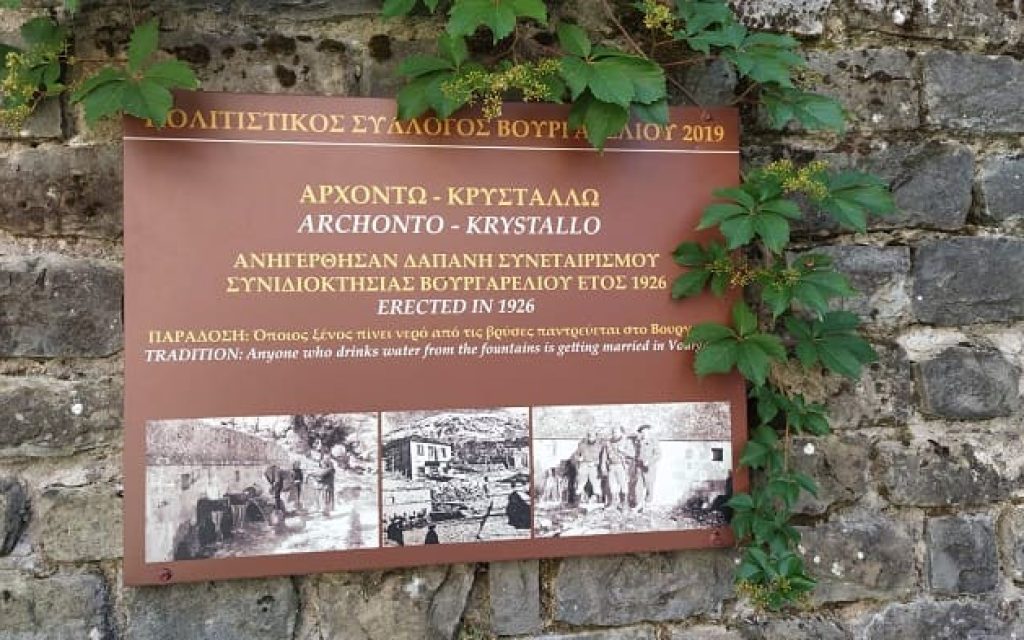 ΠΟΛΙΤΙΣΤΙΚΟΣ ΣΥΛΛΟΓΟΣ ΒΟΥΡΓΑΡΕΛΙΟΥ 2019
ΑΡΧΟΝΤΩ - ΚΡΥΣΤΑΛΛΩ
ARCHONTO - KRYSTALLO
ΑΝΗΓΕΡΘΗΣΑΝ ΔΑΠΑΝΗ ΣΥΝΕΤΑΙΡΙΣΜΟΥ
ΣΥΝΙΔΙΟΚΤΗΣΙΑΣ ΒΟΥΡΓΑΡΕΛΙΟΥ ΕΤΟΣ 1926
ERECTED IN 1926
ΠΑΡΑΔΟΣΗ: Όποιος ξένος πίνει νερό από τις βρύσες παντρεύεται στο
TRADITION: Anyone who drinks water from the fountains is getting married in